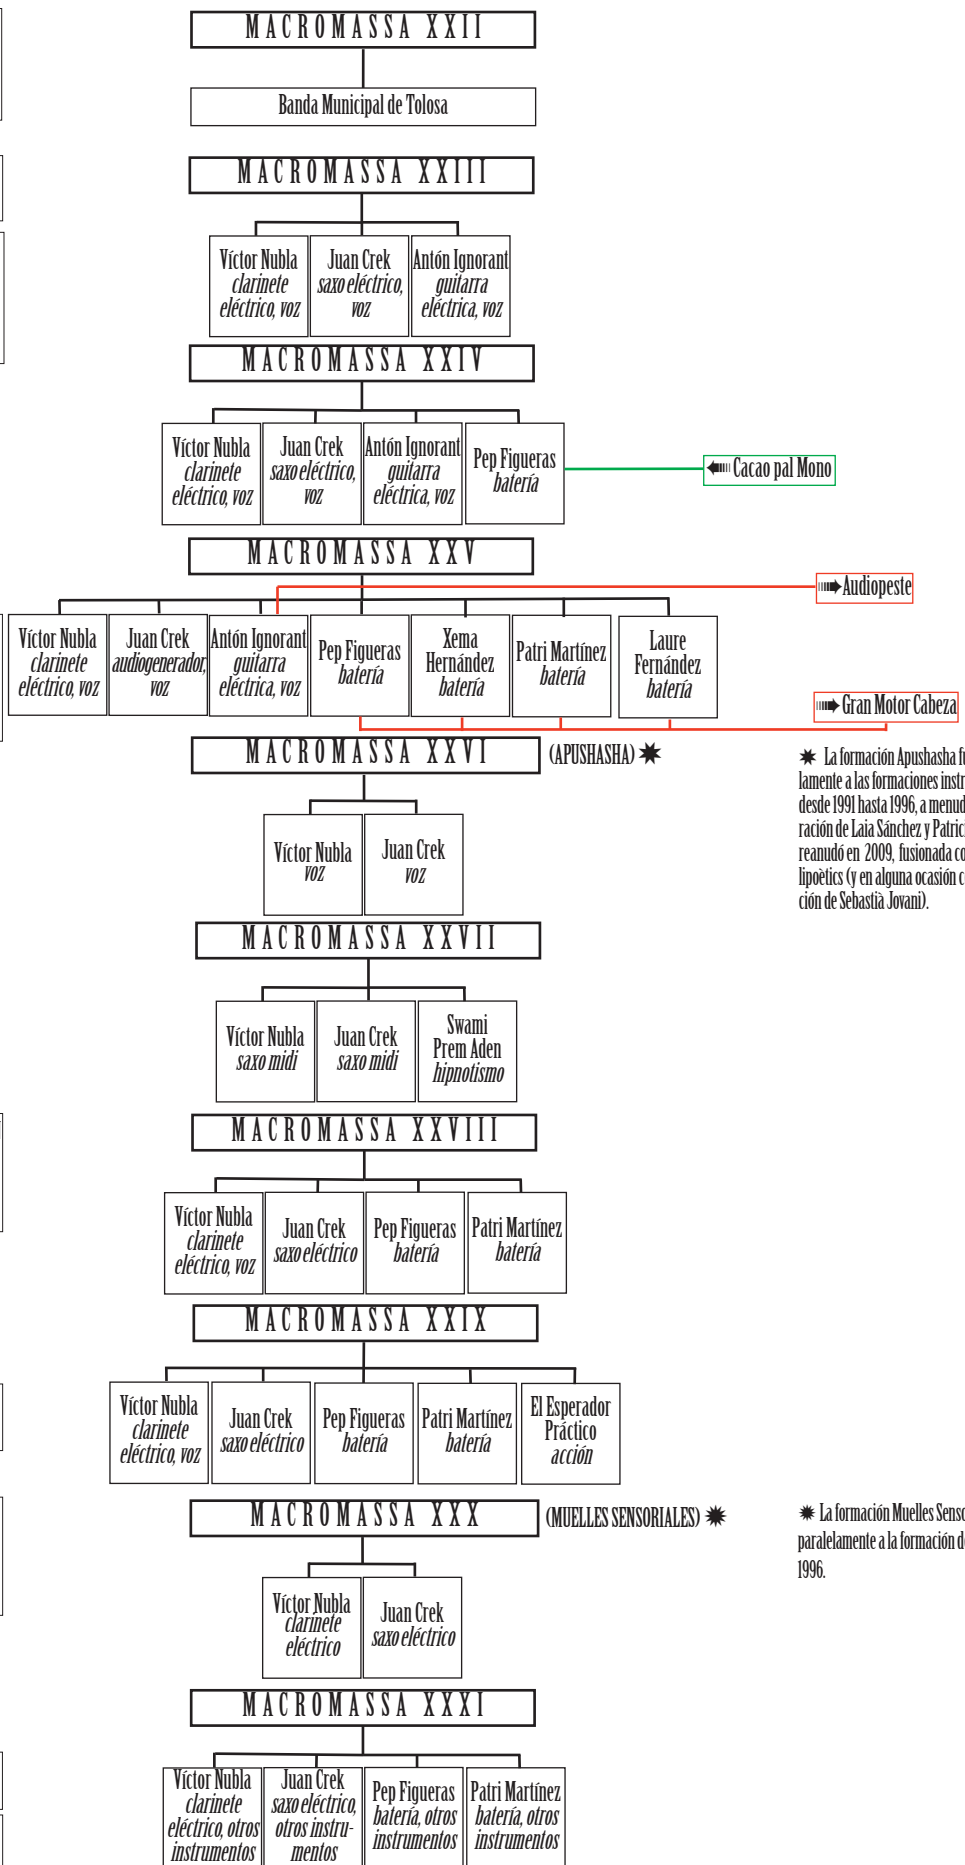 MACROMASSA XXII
Banda Municipal de Tolosa
MACROMASSA XXIII
Víctor Nubla
clarinete
eléctrico, voz
Juan Crek
saxo eléctrico,
voz
Antón Ignorant
guitarra
eléctrica, voz
MACROMASSA XXIV
Víctor Nubla
clarinete
eléctrico, voz
Juan Crek
saxo eléctrico,
voz
Antón Ignorant
guitarra
eléctrica, voz
Pep Figueras
batería
Cacao pal Mono
MACROMASSA XXV
Audiopeste
Víctor Nubla
clarinete
eléctrico, voz
Juan Crek
audiogenerador,
voz
Antón Ignorant
guitarra
eléctrica, voz
Pep Figueras
batería
Xema
Hernández
batería
Patri Martínez
batería
Laure
Fernández
batería
Gran Motor Cabeza
MACROMASSA XXVI
(APUSHASHA) ✹
✹ La formación Apushasha fu
lamente a las formaciones instr
desde 1991 hasta 1996, a menud
ración de Laia Sánchez y Patrici
reanudó en 2009, fusionada co
lipoètics (y en alguna ocasión c
ción de Sebastià Jovani).
Víctor Nubla
voz
Juan Crek
voz
MACROMASSA XXVII
Víctor Nubla
saxo midi
Juan Crek
saxo midi
Swami
Prem Aden
hipnotismo
MACROMASSA XXVIII
Víctor Nubla
clarinete
eléctrico, voz
Juan Crek
saxo eléctrico
Pep Figueras
batería
Patri Martínez
batería
MACROMASSA XXIX
Víctor Nubla
clarinete
eléctrico, voz
Juan Crek
saxo eléctrico
Pep Figueras
batería
Patri Martínez
batería
El Esperador
Práctico
acción
MACROMASSA XXX
(MUELLES SENSORIALES) ✹
✹ La formación Muelles Senso
paralelamente a la formación d
1996.
Víctor Nubla
clarinete
eléctrico
Juan Crek
saxo eléctrico
MACROMASSA XXXI
Víctor Nubla
clarinete
eléctrico, otros
instrumentos
Juan Crek
saxo eléctrico,
otros instru-
mentos
Pep Figueras
batería, otros
instrumentos
Patri Martínez
batería, otros
instrumentos